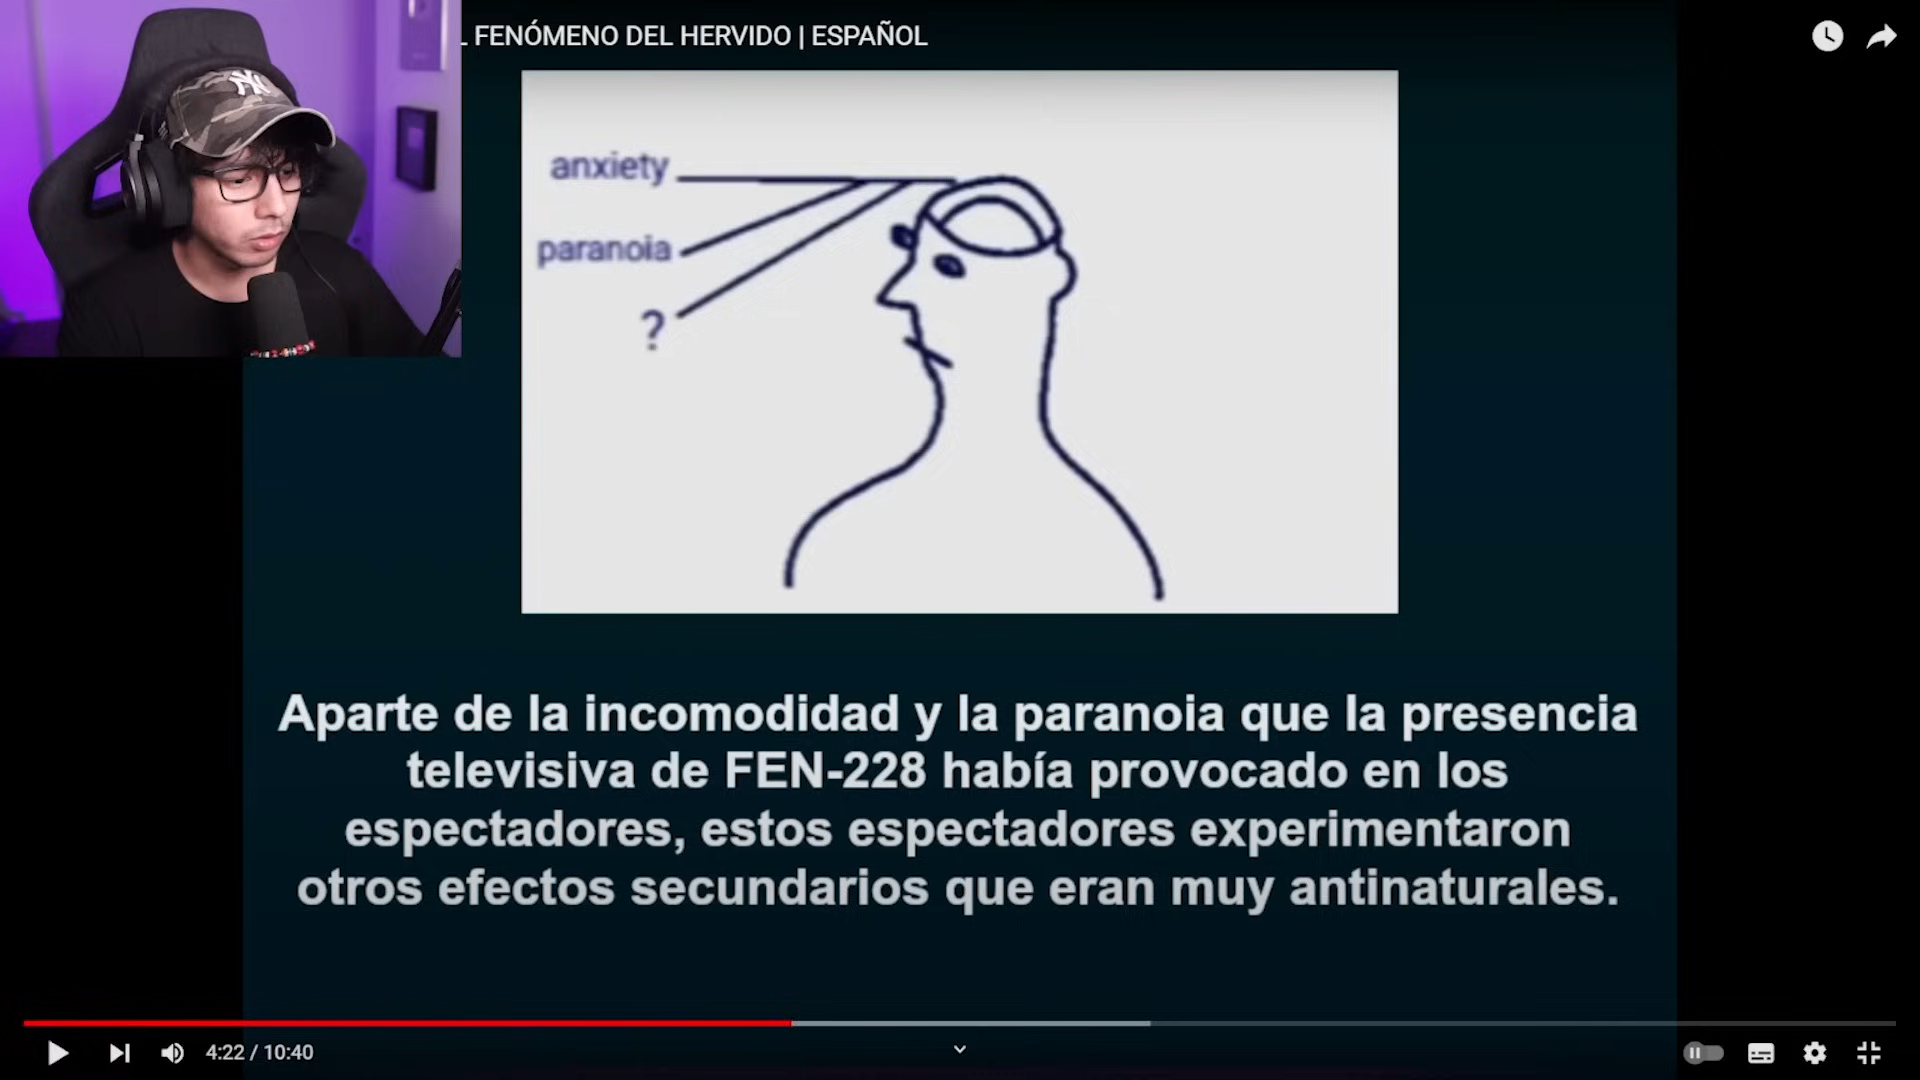 FENÓMENO DEL HERVIDO | ESPAÑOL
NY
anxiety
paranoia
?
Aparte de la incomodidad y la paranoia que la presencia
televisiva de FEN-228 había provocado en los
espectadores, estos espectadores experimentaron
otros efectos secundarios que eran muy antinaturales.
4:22 / 10:40